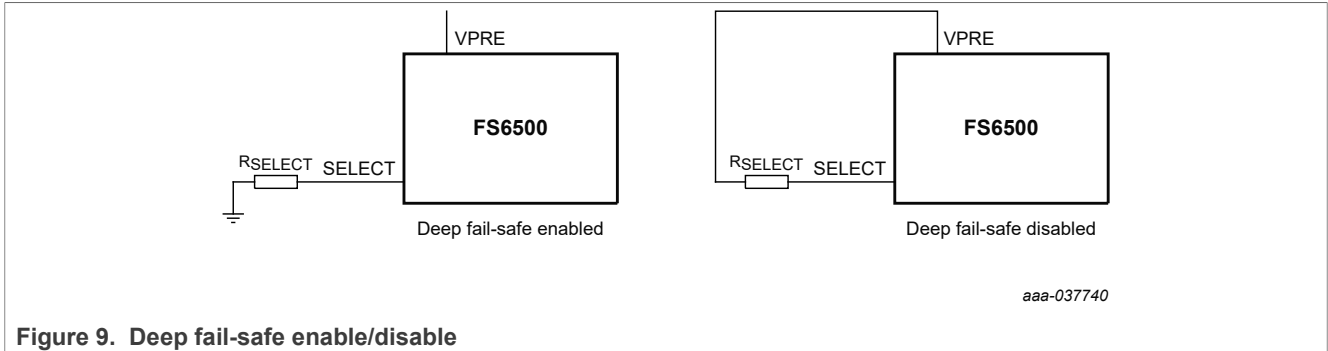 VPRE
FS6500
RSELECT SELECT
Deep fail-safe enabled
VPRE
FS6500
RSELECT SELECT
Deep fail-safe disabled
aaa-037740
Figure 9. Deep fail-safe enable/disable